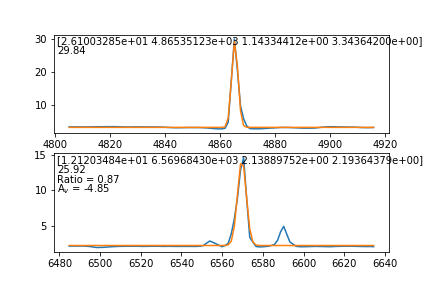 [2.61003285e+01 4.86535123e+03 1.14334412e+00 3.34364200e+00]
29.84
30
20
10
4800 4820 4840 4860 4880 4900 4920
[1.21203484e+01 6.56968430e+03 2.13889752e+00 2.19364379e+00]
25.92
Ratio = 0.87
Av = -4.85
15
10
5
6480 6500 6520 6540 6560 6580 6600 6620 6640